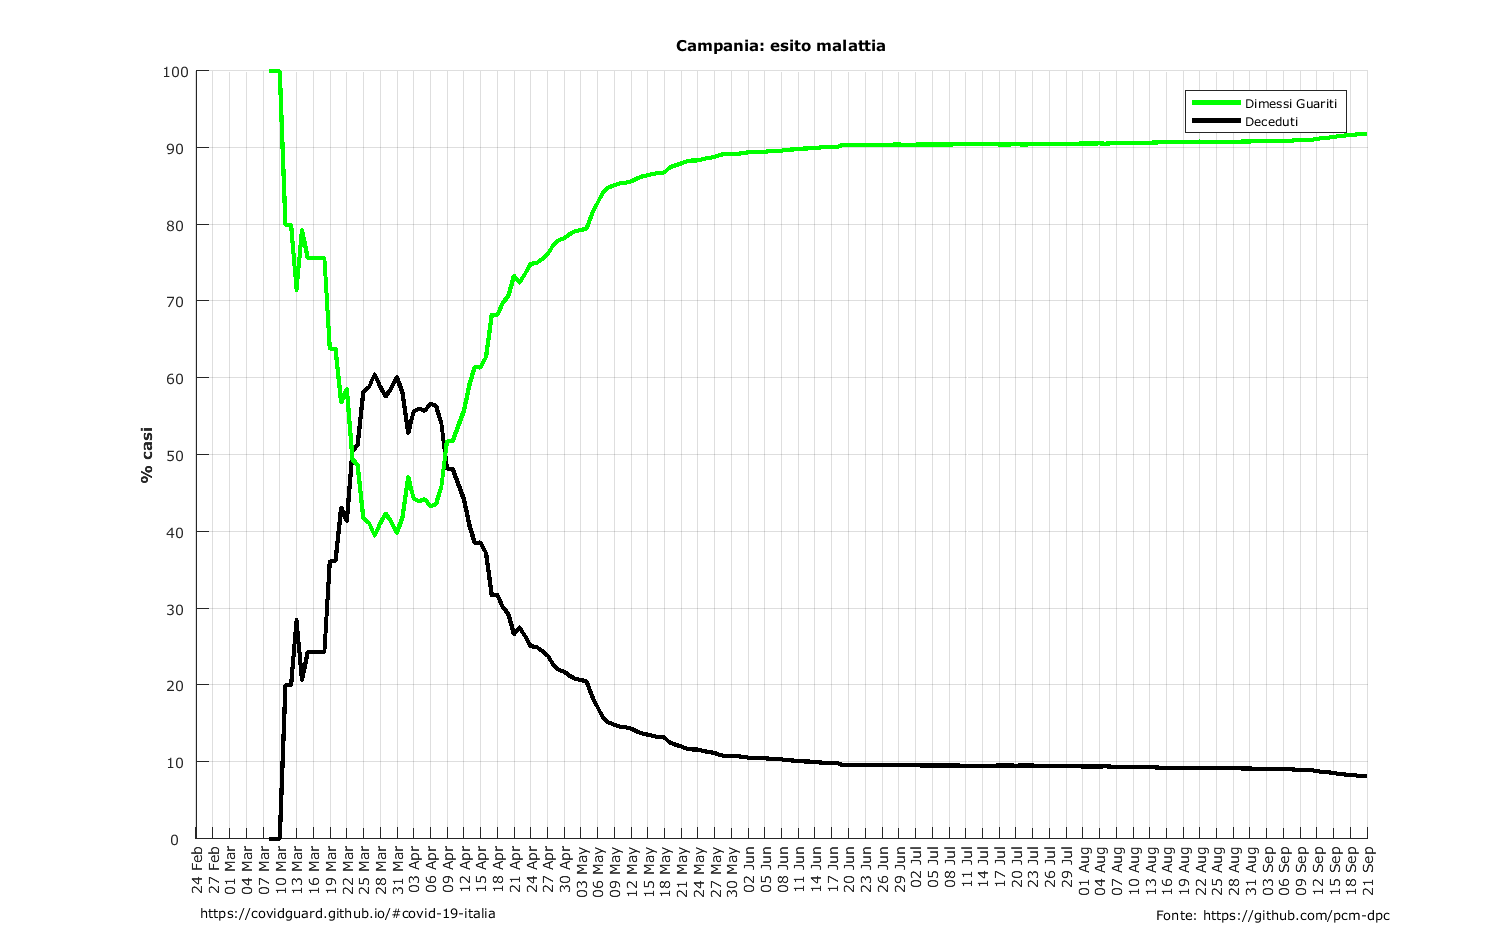 Campania: esito malattia
100
90
80
70
60
50
40
30
20
10
0
% casi
Dimessi Guariti
Deceduti
24 Feb
27 Feb
01 Mar
04 Mar
07 Mar
10 Mar
13 Mar
16 Mar
19 Mar
22 Mar
25 Mar
28 Mar
31 Mar
03 Apr
06 Apr
09 Apr
12 Apr
15 Apr
18 Apr
21 Apr
24 Apr
27 Apr
30 Apr
03 May
06 May
09 May
12 May
15 May
18 May
21 May
24 May
27 May
30 May
02 Jun
05 Jun
08 Jun
11 Jun
14 Jun
17 Jun
20 Jun
23 Jun
26 Jun
29 Jun
02 Jul
05 Jul
08 Jul
11 Jul
14 Jul
17 Jul
20 Jul
23 Jul
26 Jul
29 Jul
01 Aug
04 Aug
07 Aug
10 Aug
13 Aug
16 Aug
19 Aug
22 Aug
25 Aug
28 Aug
31 Aug
03 Sep
06 Sep
09 Sep
12 Sep
15 Sep
18 Sep
21 Sep
https://covidguard.github.io/#covid-19-italia
Fonte: https://github.com/pcm-dpc